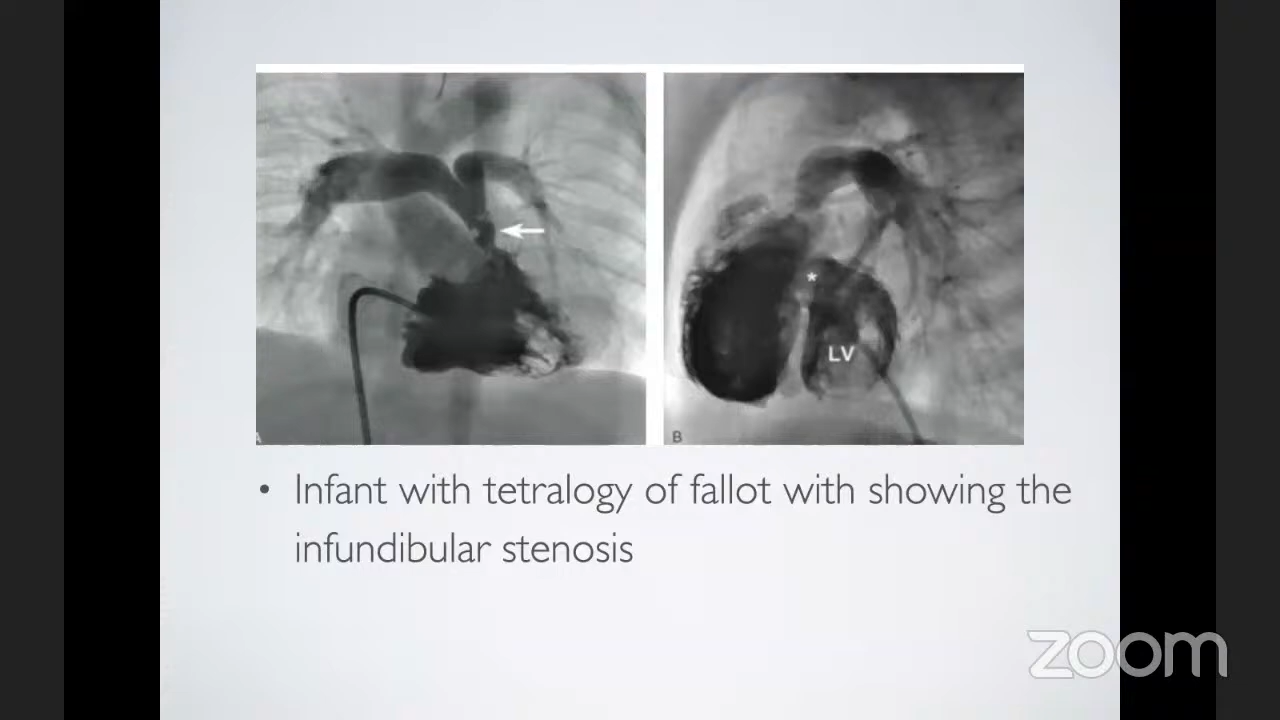 *
LV
A
B
• Infant with tetralogy of fallot with showing the
infundibular stenosis
zoom